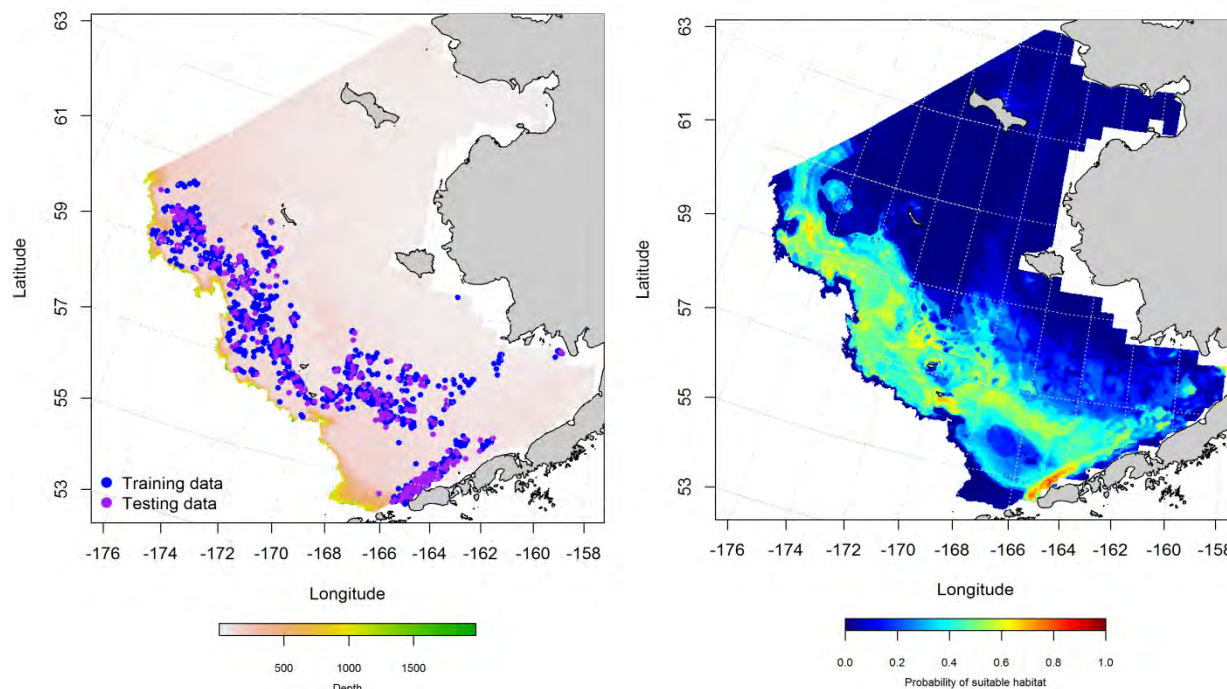 63
61
59
57
55
53
Latitude
Training data
Testing data
-176 -174 -172 -170 -168 -166 -164 -162 -160 -158
Longitude
500 1000 1500
Depth
63
61
59
57
55
53
Latitude
-176 -174 -172 -170 -168 -166 -164 -162 -160 -158
Longitude
0.0 0.2 0.4 0.6 0.8 1.0
Probability of suitable habitat